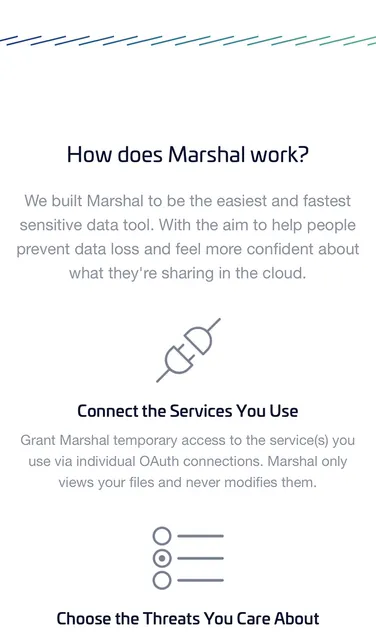 How does Marshal work?
We built Marshal to be the easiest and fastest
sensitive data tool. With the aim to help people
prevent data loss and feel more confident about
what they're sharing in the cloud.
Connect the Services You Use
Grant Marshal temporary access to the service(s) you
use via individual OAuth connections. Marshal only
views your files and never modifies them.
Choose the Threats You Care About